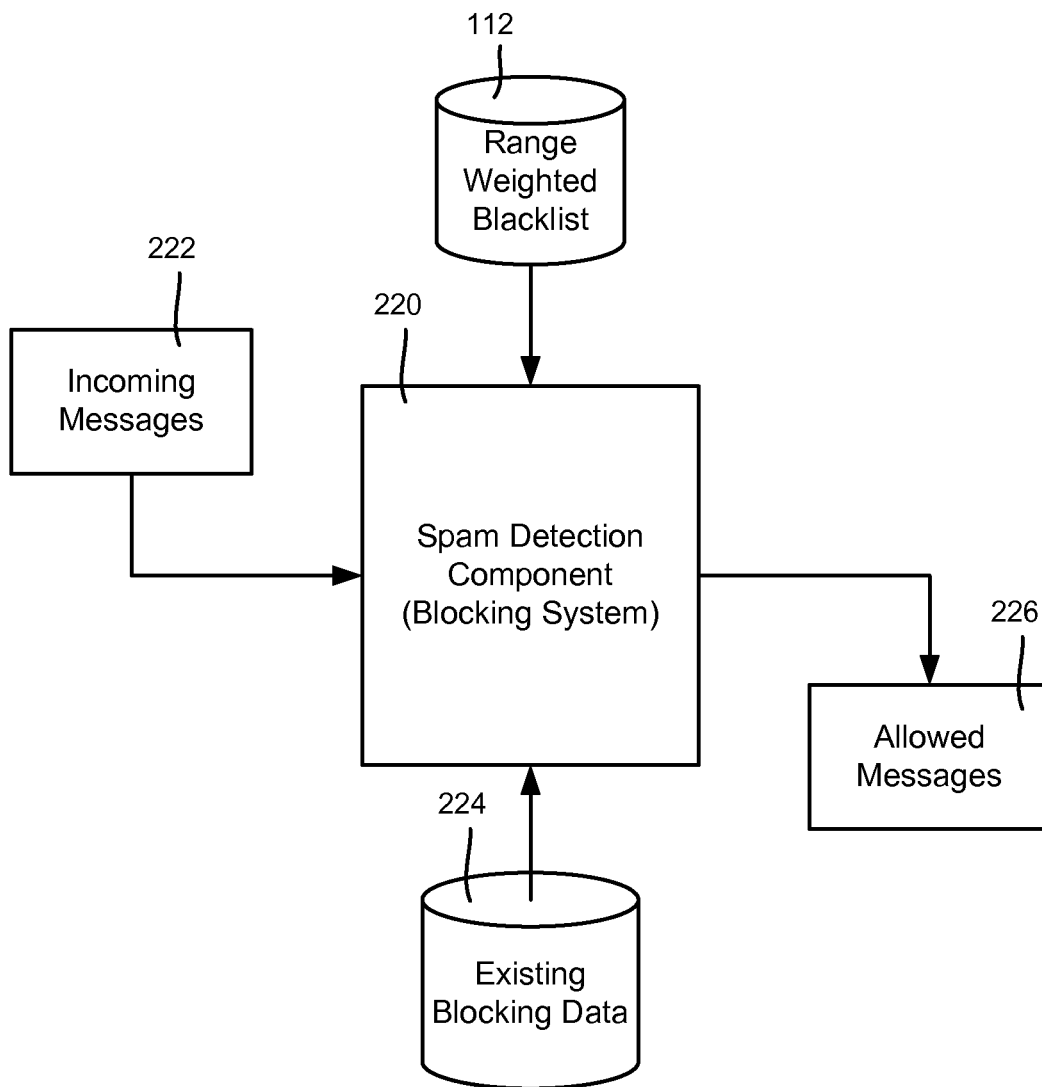 112
Range
Weighted
Blacklist
222
Incoming
Messages
220
Spam Detection
Component
(Blocking System)
226
Allowed
Messages
224
Existing
Blocking Data